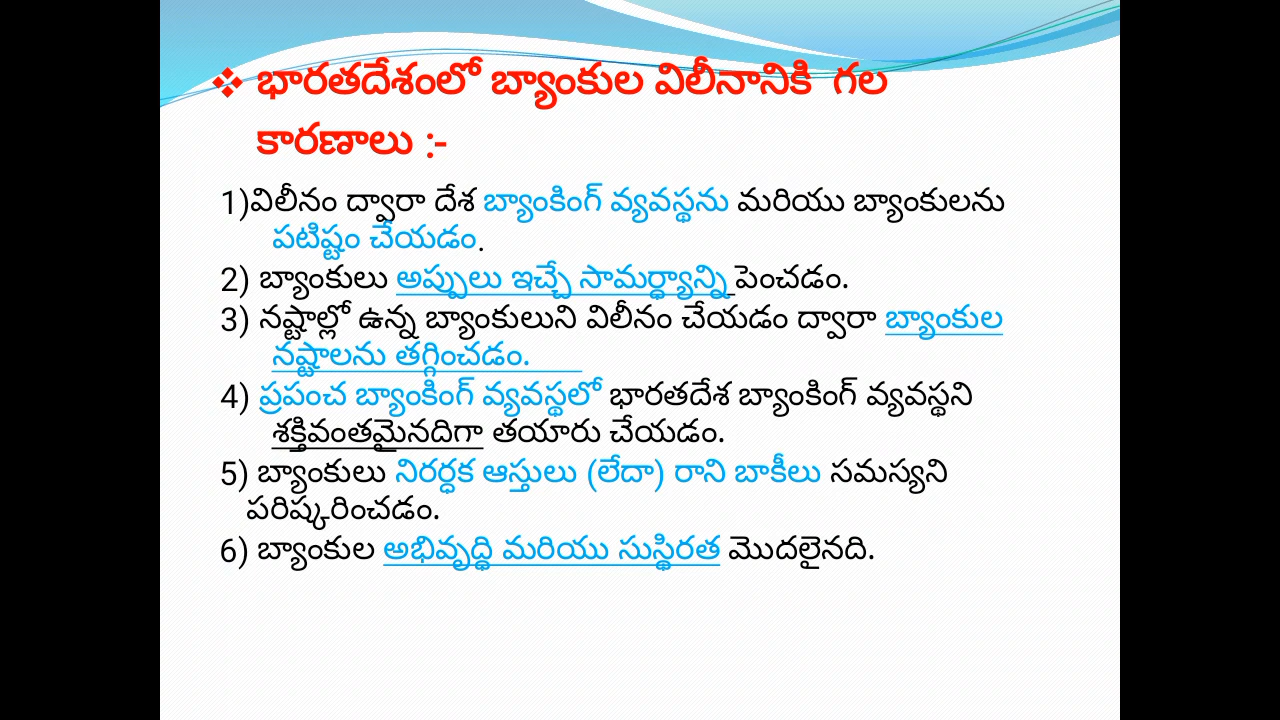 ❖ భారతదేశంలో బ్యాంకుల విలీనానికి గల
కారణాలు :-
1)విలీనం ద్వారా దేశ బ్యాంకింగ్ వ్యవస్థను మరియు బ్యాంకులను
పటిష్టం చేయడం.
2) బ్యాంకులు అప్పులు ఇచ్చే సామర్థ్యాన్ని పెంచడం.
3) నష్టాల్లో ఉన్న బ్యాంకులుని విలీనం చేయడం ద్వారా బ్యాంకుల
నష్టాలను తగ్గించడం.
4) ప్రపంచ బ్యాంకింగ్ వ్యవస్థలో భారతదేశ బ్యాంకింగ్ వ్యవస్థని
శక్తివంతమైనదిగా తయారు చేయడం.
5) బ్యాంకులు నిరర్ధక ఆస్తులు (లేదా) రాని బాకీలు సమస్యని
పరిష్కరించడం.
6) బ్యాంకుల అభివృద్ధి మరియు సుస్థిరత మొదలైనది.